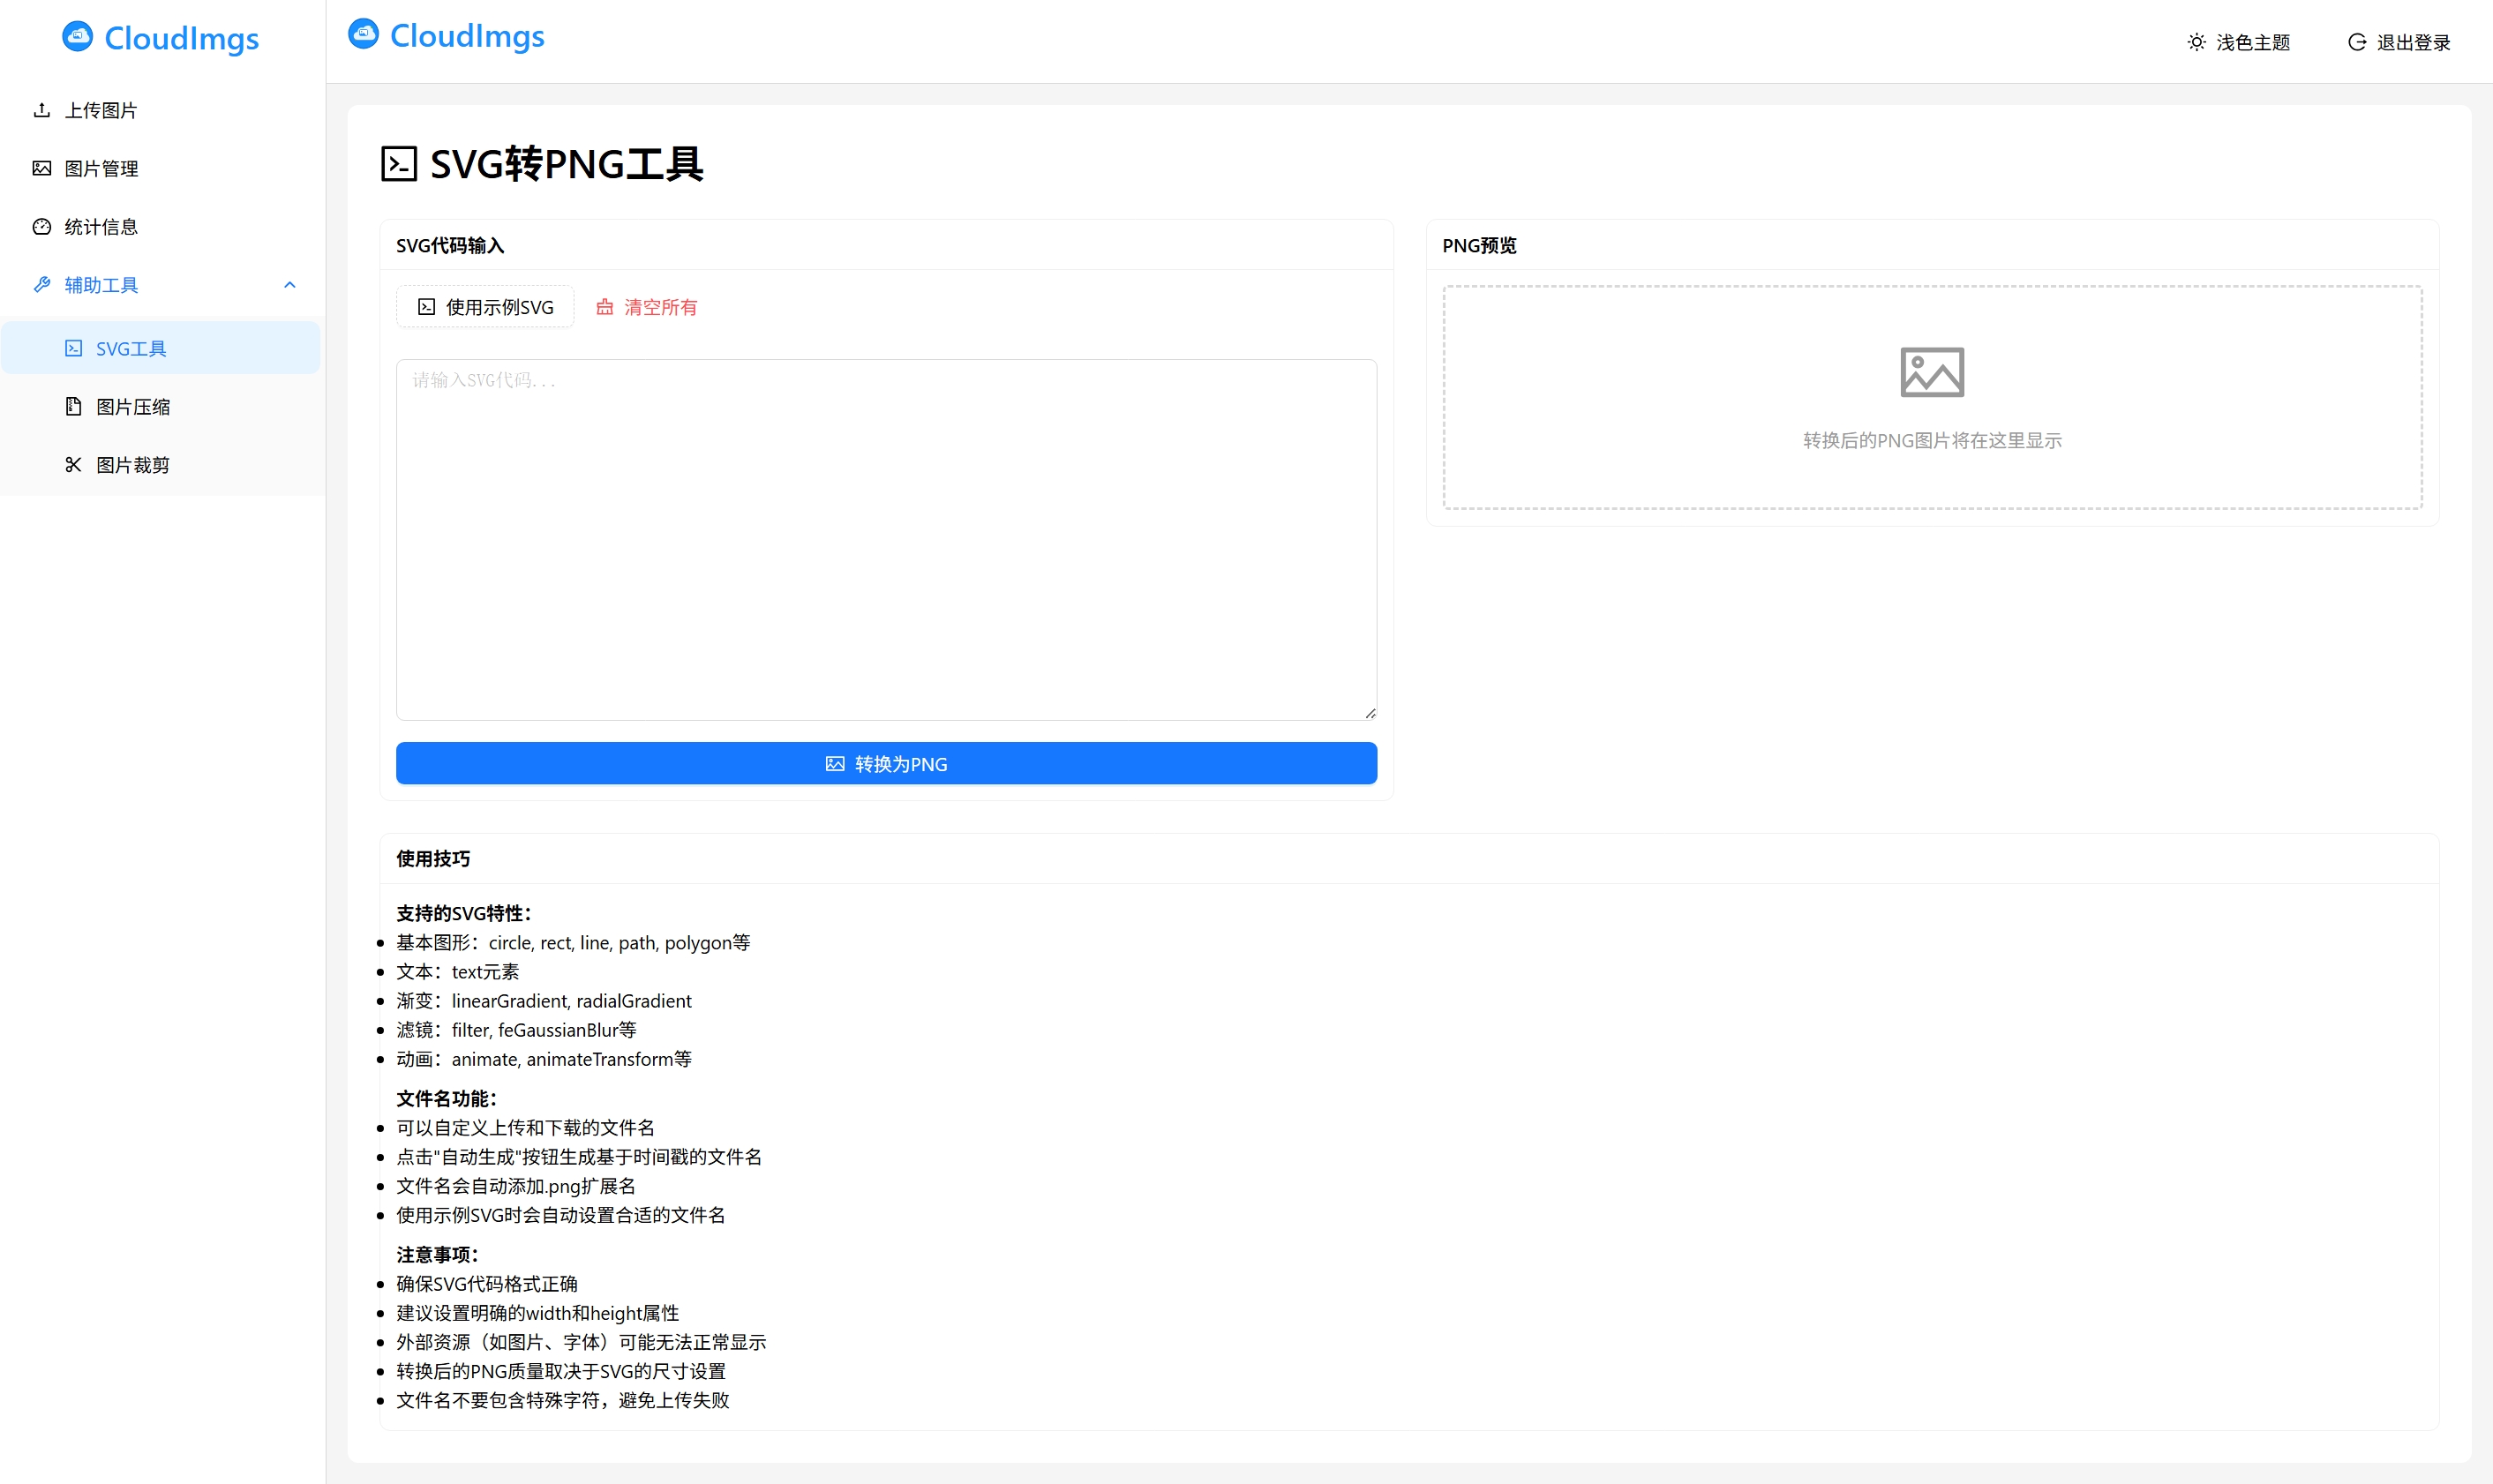 CloudImgs
上传图片
图片管理
统计信息
辅助工具
SVG工具
图片压缩
图片裁剪
CloudImgs
浅色主题
退出登录
SVG转PNG工具
SVG代码输入
使用示例SVG
清空所有
请输入SVG代码...
转换为PNG
PNG预览
转换后的PNG图片将在这里显示
使用技巧
支持的SVG特性：
基本图形：circle, rect, line, path, polygon等
文本：text元素
渐变：linearGradient, radialGradient
滤镜：filter, feGaussianBlur等
动画：animate, animateTransform等
文件名功能：
可以自定义上传和下载的文件名
点击"自动生成"按钮生成基于时间戳的文件名
文件名会自动添加.png扩展名
使用示例SVG时会自动设置合适的文件名
注意事项：
确保SVG代码格式正确
建议设置明确的width和height属性
外部资源（如图片、字体）可能无法正常显示
转换后的PNG质量取决于SVG的尺寸设置
文件名不要包含特殊字符，避免上传失败